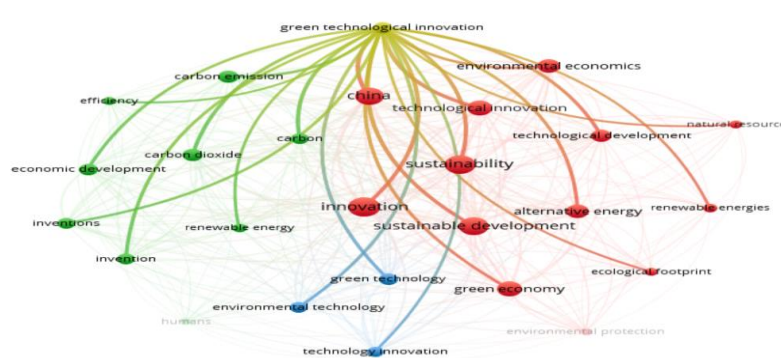 green technological innovation
environmental economics
carbon emission
china
efficiency
technological innovation
natural resource
carbon
technological development
carbon dioxide
sustainability
economic development
innovation
alternative energy
renewable energies
inventions
renewable energy
sustainable development
invention
ecological footprint
green technology
green economy
environmental technology
humans
environmental protection
technology innovation